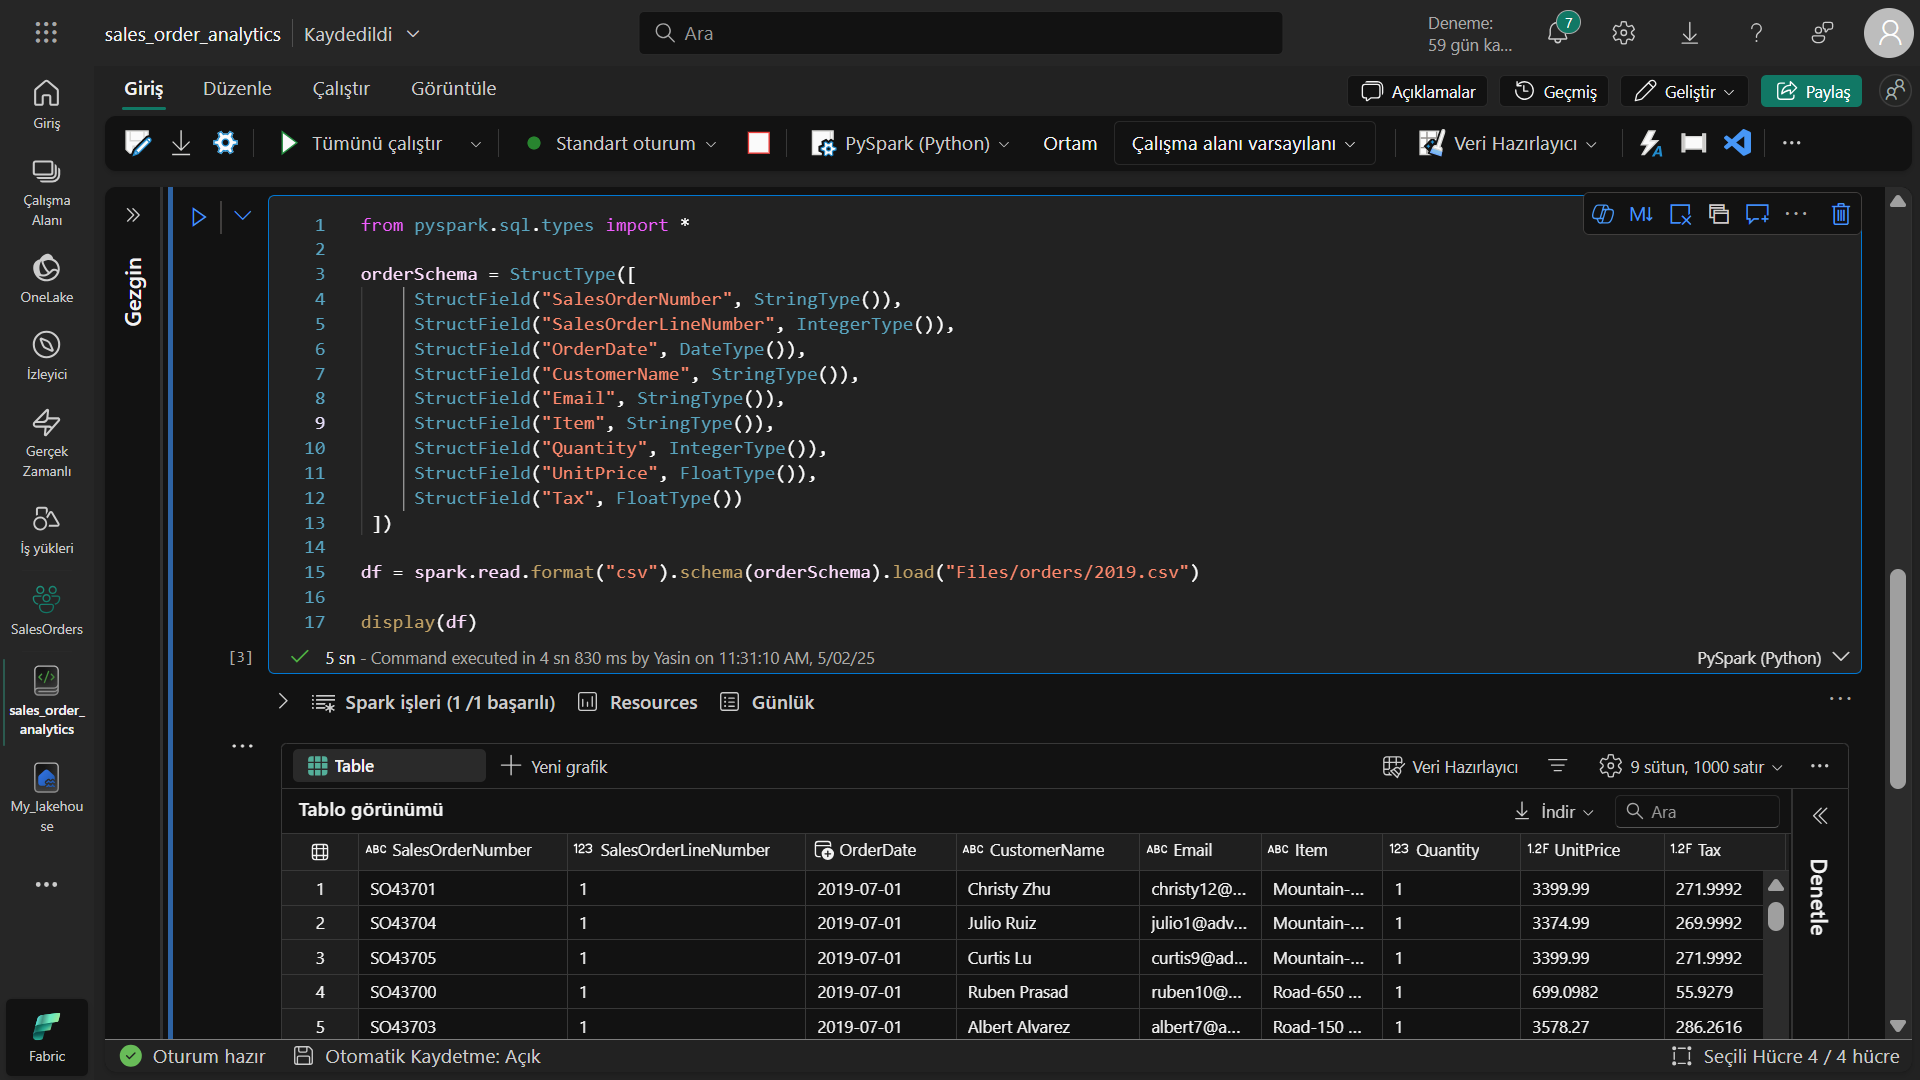 sales_order_analytics
Kaydedildi
Ara
Deneme:
59 gün ka...
7
Giriş
Düzenle
Çalıştır
Görüntüle
Açıklamalar
Geçmiş
Geliştir
Paylaş
Tümünü çalıştır
Standart oturum
PySpark (Python)
Ortam
Çalışma alanı varsayılanı
Veri Hazırlayıcı
Giriş
Çalışma
Alanı
OneLake
İzleyici
Gerçek
Zamanlı
İş yükleri
SalesOrders
sales_order_
analytics
My_lakehou
se
Fabric
Gezgin
1 from pyspark.sql.types import *
2
3 orderSchema = StructType([
4 StructField("SalesOrderNumber", StringType()),
5 StructField("SalesOrderLineNumber", IntegerType()),
6 StructField("OrderDate", DateType()),
7 StructField("CustomerName", StringType()),
8 StructField("Email", StringType()),
9 StructField("Item", StringType()),
10 StructField("Quantity", IntegerType()),
11 StructField("UnitPrice", FloatType()),
12 StructField("Tax", FloatType())
13 ])
14
15 df = spark.read.format("csv").schema(orderSchema).load("Files/orders/2019.csv")
16
17 display(df)
M↓
[3]
5 sn - Command executed in 4 sn 830 ms by Yasin on 11:31:10 AM, 5/02/25
PySpark (Python)
Spark işleri (1 /1 başarılı)
Resources
Günlük
Table
Yeni grafik
Veri Hazırlayıcı
9 sütun, 1000 satır
Tablo görünümü
İndir
Ara
Denetle
ABC SalesOrderNumber 123 SalesOrderLineNumber OrderDate ABC CustomerName ABC Email ABC Item 123 Quantity 1.2F UnitPrice 1.2F Tax
1 SO43701 1 2019-07-01 Christy Zhu christy12@... Mountain-... 1 3399.99 271.9992
2 SO43704 1 2019-07-01 Julio Ruiz julio1@adv... Mountain-... 1 3374.99 269.9992
3 SO43705 1 2019-07-01 Curtis Lu curtis9@ad... Mountain-... 1 3399.99 271.9992
4 SO43700 1 2019-07-01 Ruben Prasad ruben10@... Road-650 ... 1 699.0982 55.9279
5 SO43703 1 2019-07-01 Albert Alvarez albert7@a... Road-150 ... 1 3578.27 286.2616
Oturum hazır
Otomatik Kaydetme: Açık
Seçili Hücre 4 / 4 hücre